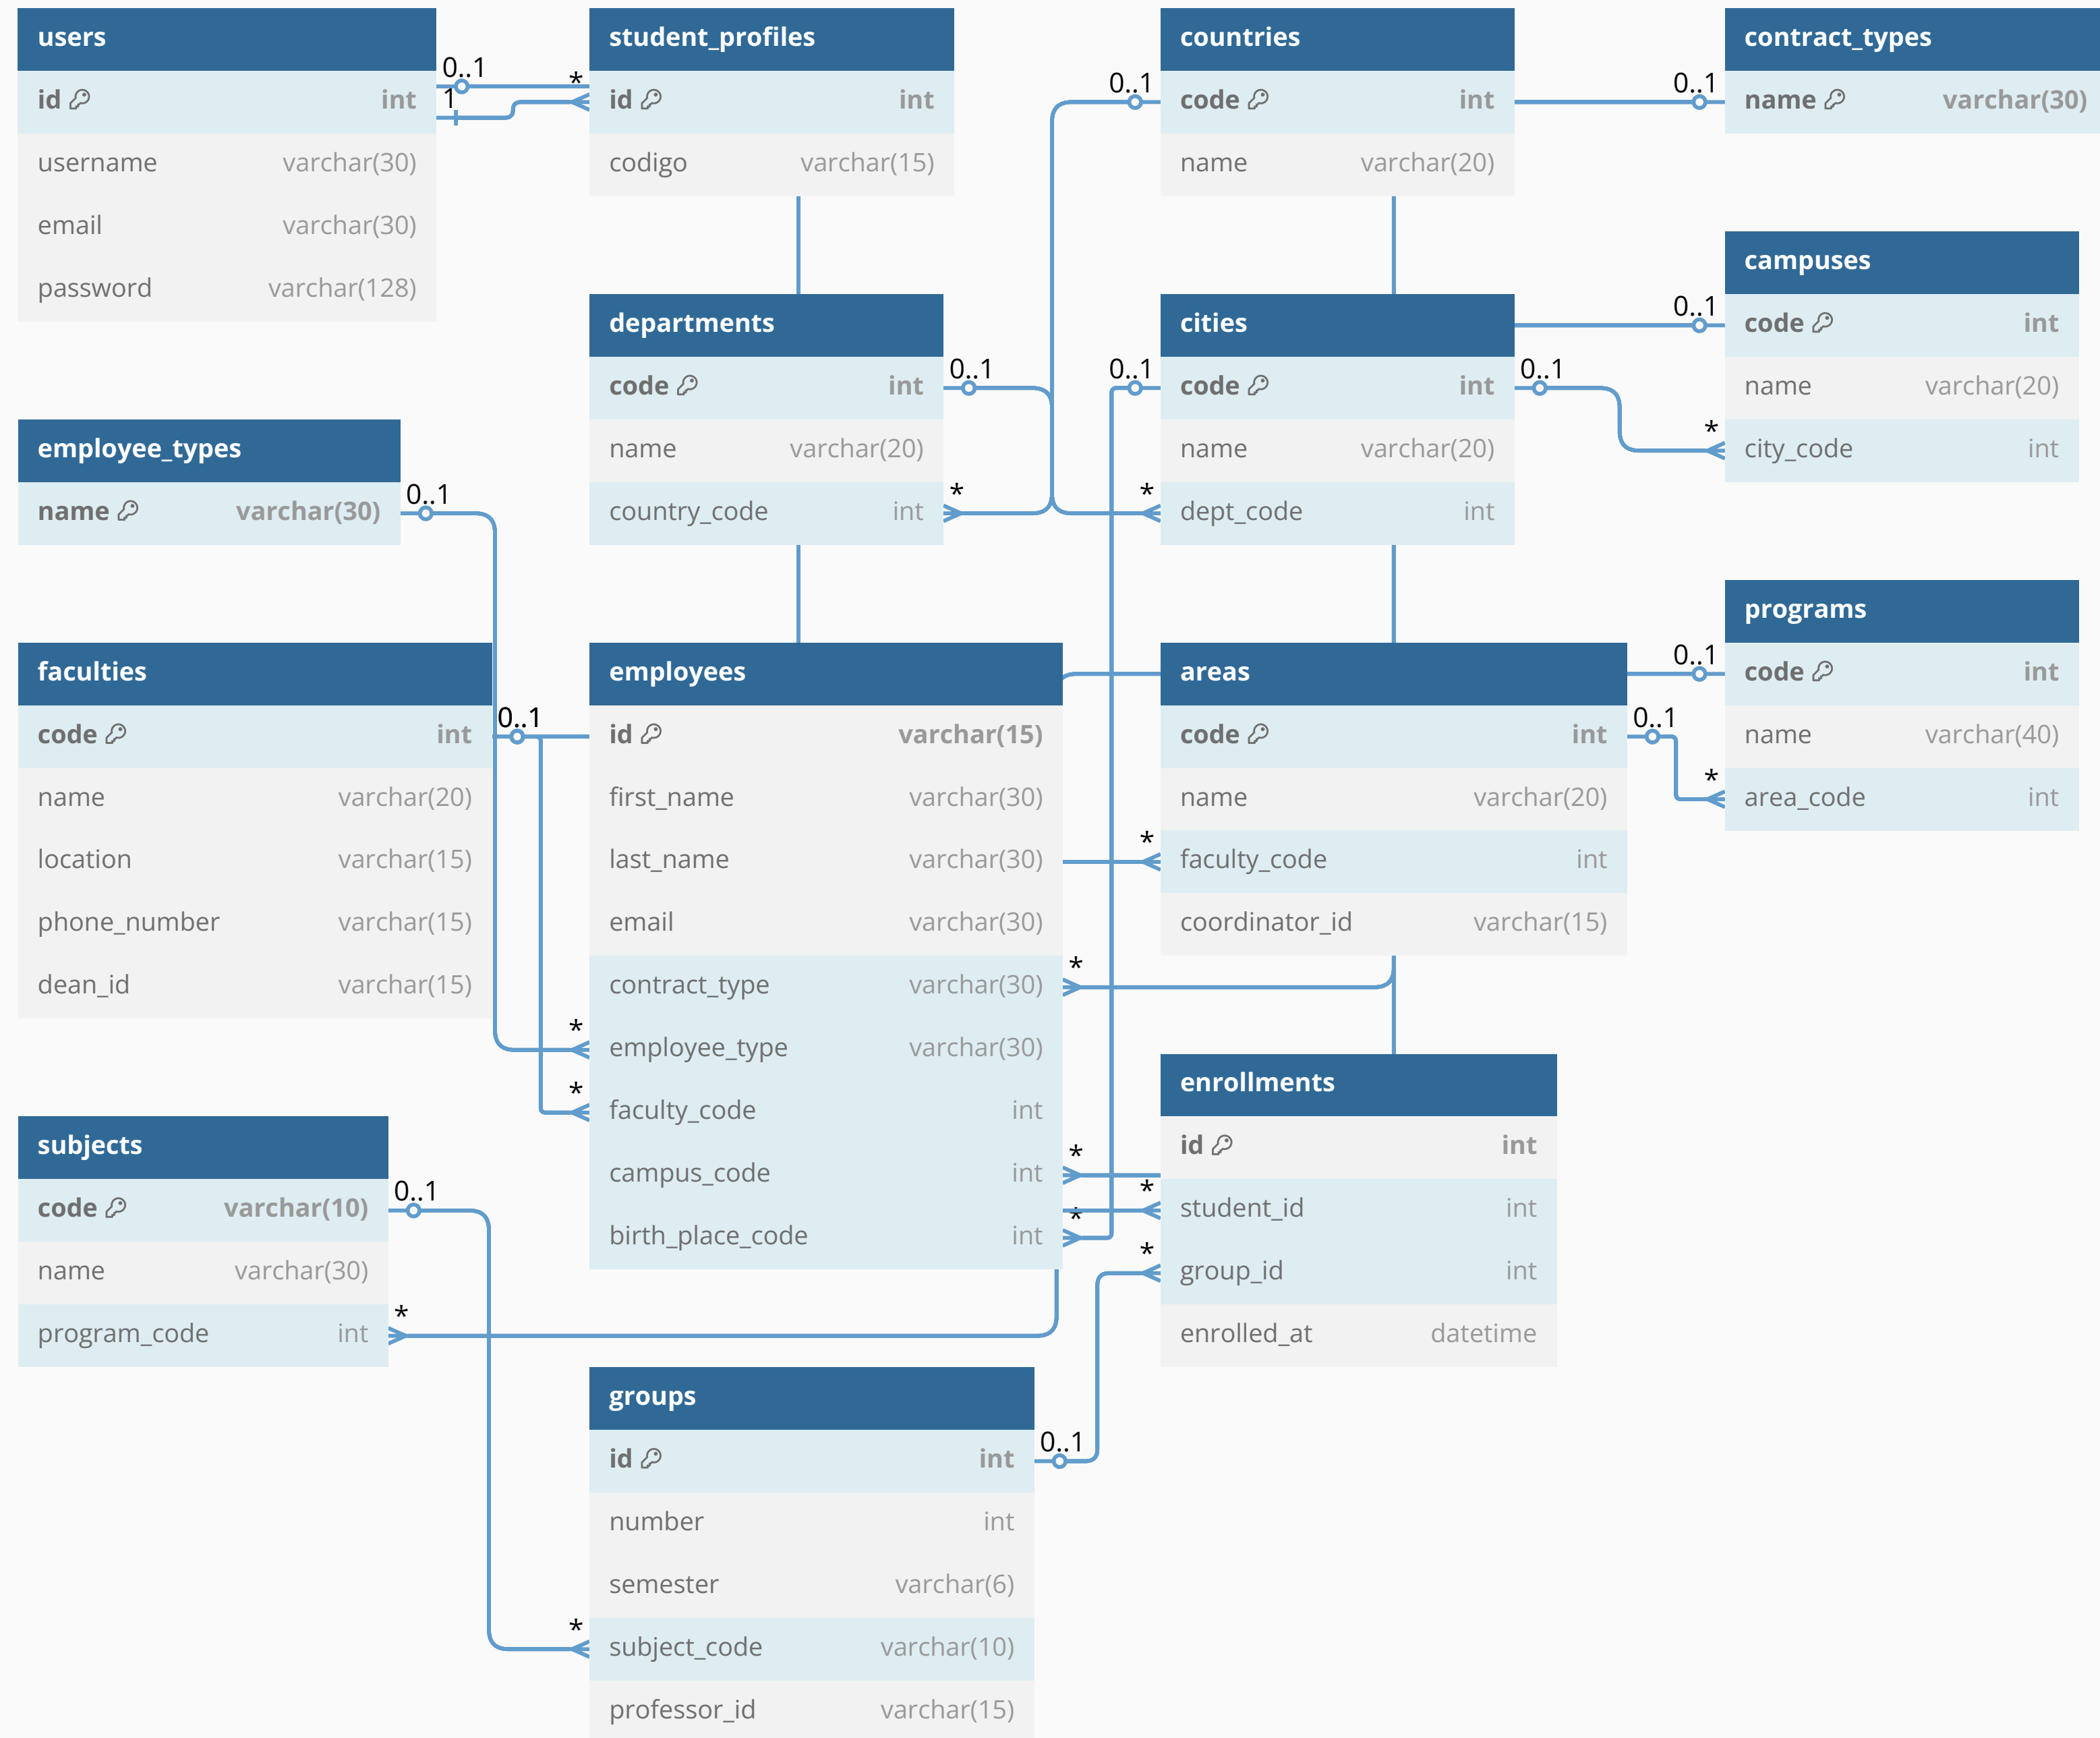 users
id int
username varchar(30)
email varchar(30)
password varchar(128)
0..1
1
*
student_profiles
id int
codigo varchar(15)
0..1
countries
code int
name varchar(20)
0..1
contract_types
name varchar(30)
departments
code int
name varchar(20)
country_code int
0..1
*
0..1
*
cities
code int
name varchar(20)
dept_code int
0..1
0..1
*
campuses
code int
name varchar(20)
city_code int
employee_types
name varchar(30)
0..1
faculties
code int
name varchar(20)
location varchar(15)
phone_number varchar(15)
dean_id varchar(15)
0..1
*
*
employees
id varchar(15)
first_name varchar(30)
last_name varchar(30)
email varchar(30)
contract_type varchar(30)
employee_type varchar(30)
faculty_code int
campus_code int
birth_place_code int
*
*
*
*
areas
code int
name varchar(20)
faculty_code int
coordinator_id varchar(15)
0..1
0..1
*
programs
code int
name varchar(40)
area_code int
subjects
code varchar(10)
name varchar(30)
program_code int
0..1
*
*
*
enrollments
id int
student_id int
group_id int
enrolled_at datetime
*
groups
id int
number int
semester varchar(6)
subject_code varchar(10)
professor_id varchar(15)
0..1